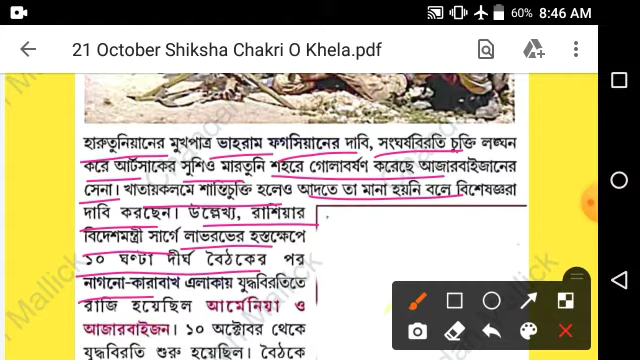 60% 8:46 AM
21 October Shiksha Chakri O Khela.pdf
হারুতুনিয়ানের মুখপাত্র ভাহরাম ফগসিয়ানের দাবি, সংঘর্ষবিরতি চুক্তি লঙ্ঘন
করে আর্টসাকের সুশিও মারতুনি শহরে গোলাবর্ষণ করেছে আজারবাইজানের
সেনা। খাতায়কলমে শান্তিচুক্তি হলেও আদতে তা মানা হয়নি বলে বিশেষজ্ঞরা
দাবি করছেন। উল্লেখ্য, রাশিয়ার
বিদেশমন্ত্রী সার্গে লাভরভের হস্তক্ষেপে
১০ ঘণ্টা দীর্ঘ বৈঠকের পর
নাগর্নো-কারাবাখ এলাকায় যুদ্ধবিরতিতে
রাজি হয়েছিল আর্মেনিয়া ও
আজারবাইজান। ১০ অক্টোবর থেকে
যুদ্ধবিরতি শুরু হয়েছিল। বৈঠকে